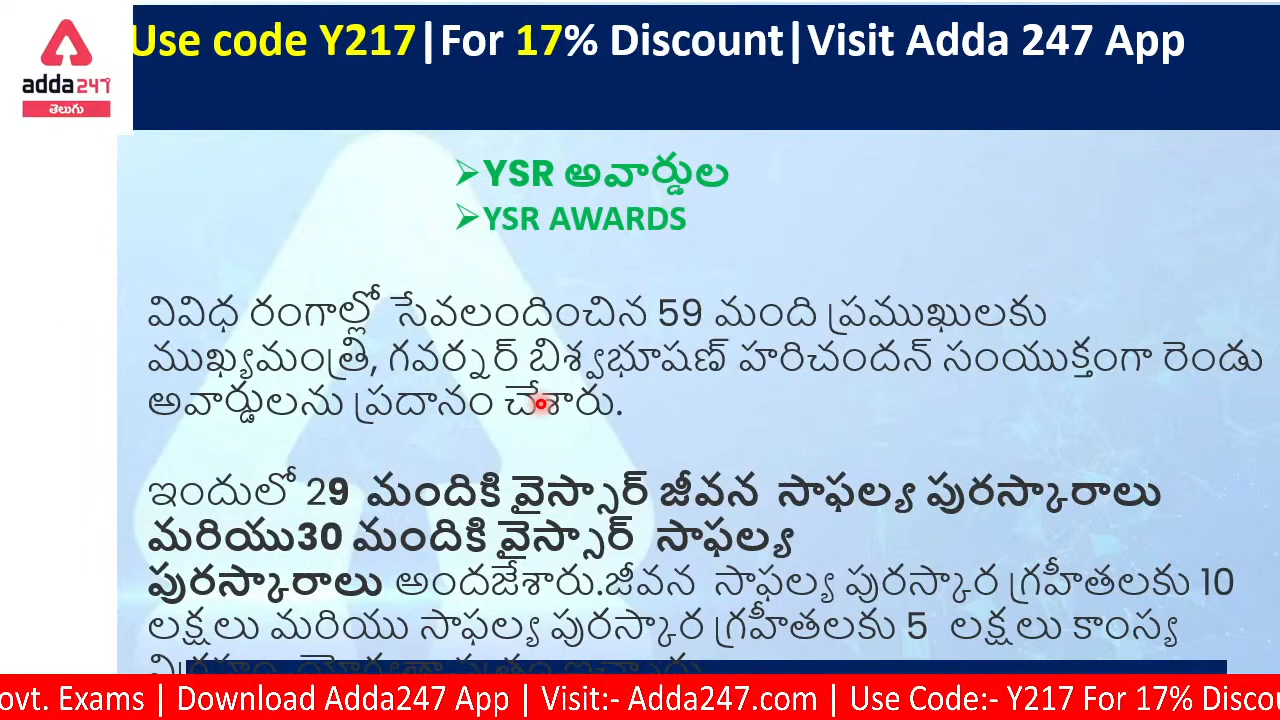 Use code Y217|For 17% Discount|Visit Adda 247 App
adda247
తెలుగు
➢YSR అవార్డుల
➢YSR AWARDS
వివిధ రంగాల్లో సేవలందించిన 59 మంది ప్రముఖులకు
ముఖ్యమంత్రి, గవర్నర్ బిశ్వభూషణ్ హరిచందన్ సంయుక్తంగా రెండు
అవార్డులను ప్రదానం చేశారు.
ఇందులో 29 మందికి వైస్సార్ జీవన సాఫల్య పురస్కారాలు
మరియు30 మందికి వైస్సార్ సాఫల్య
పురస్కారాలు అందజేశారు.జీవన సాఫల్య పురస్కార గ్రహీతలకు 10
లక్షలు మరియు సాఫల్య పురస్కార గ్రహీతలకు 5 లక్షలు కాంస్య
ovt. Exams | Download Adda247 App | Visit:- Adda247.com | Use Code:- Y217 For 17% Disco